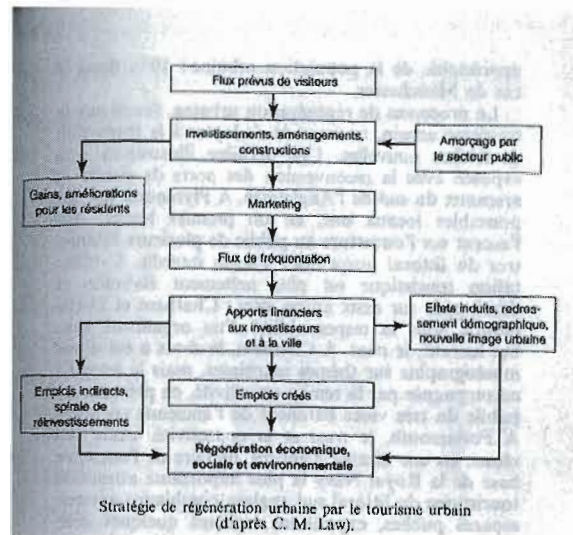 Flux prévus de visiteurs
Investissements, aménagements,
constructions
Amorçage par
le secteur public
Gains, améliorations
pour les résidents
Marketing
Flux de fréquentation
Apports financiers
aux investisseurs
et à la ville
Effets induits, redres-
sement démographique,
nouvelle image urbaine
Emplois indirects,
spirale de
réinvestissements
Emplois créés
Régénération économique,
sociale et environnementale
Stratégie de régénération urbaine par le tourisme urbain
(d'après C. M. Law).